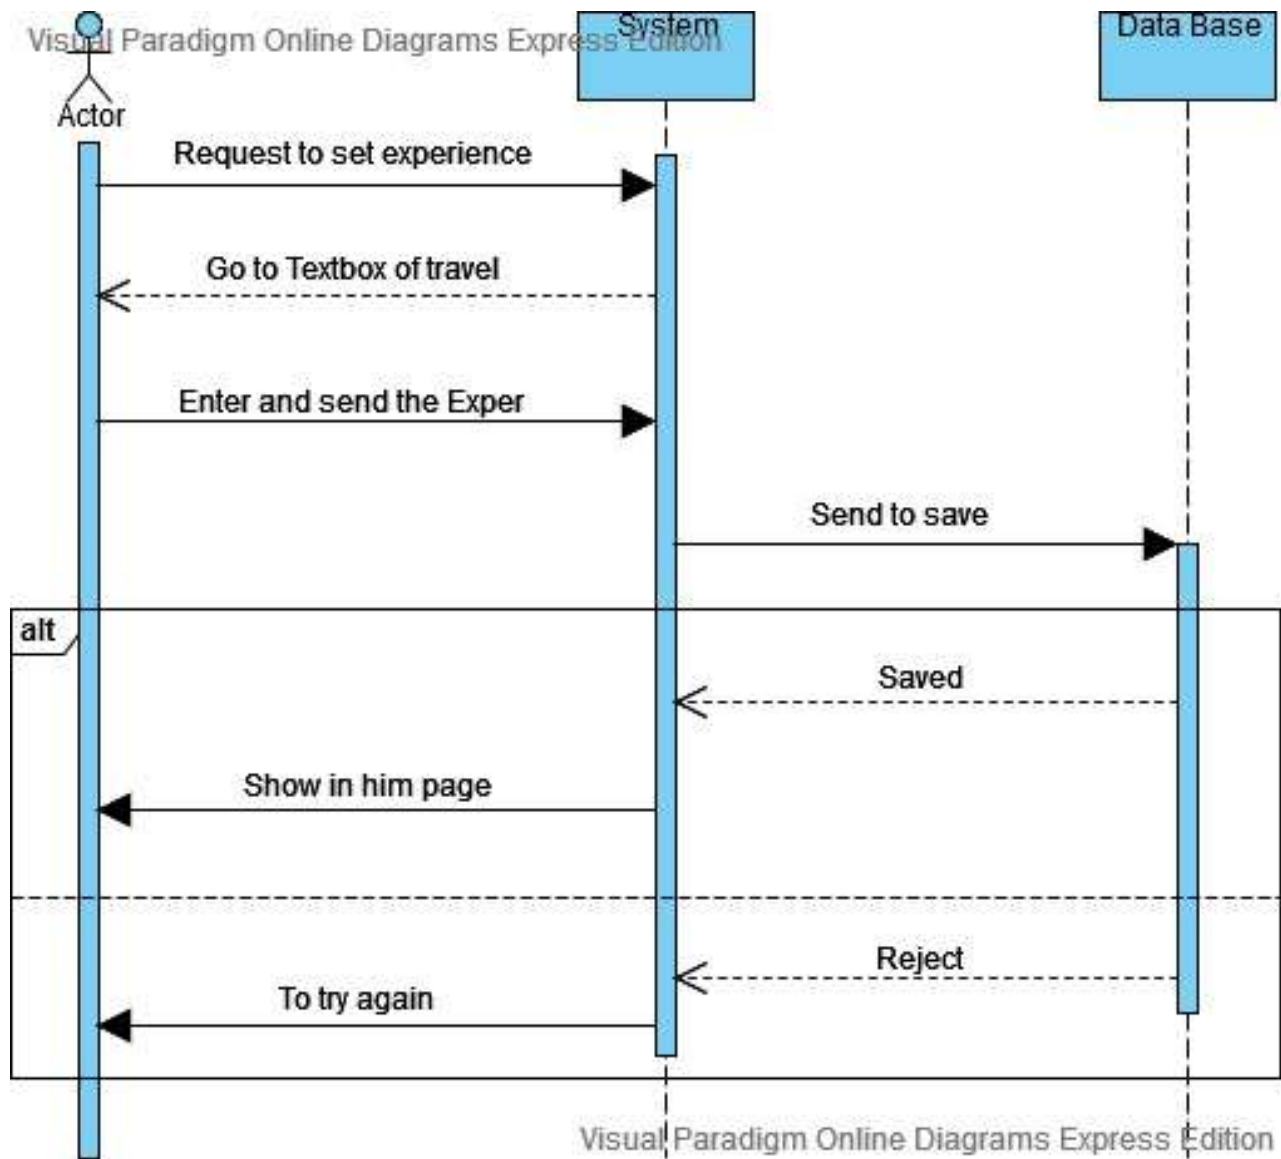 Visual Paradigm Online Diagrams Express Edition
System
Data Base
Actor
Request to set experience
Go to Textbox of travel
Enter and send the Exper
Send to save
alt
Saved
Show in him page
Reject
To try again
Visual Paradigm Online Diagrams Express Edition